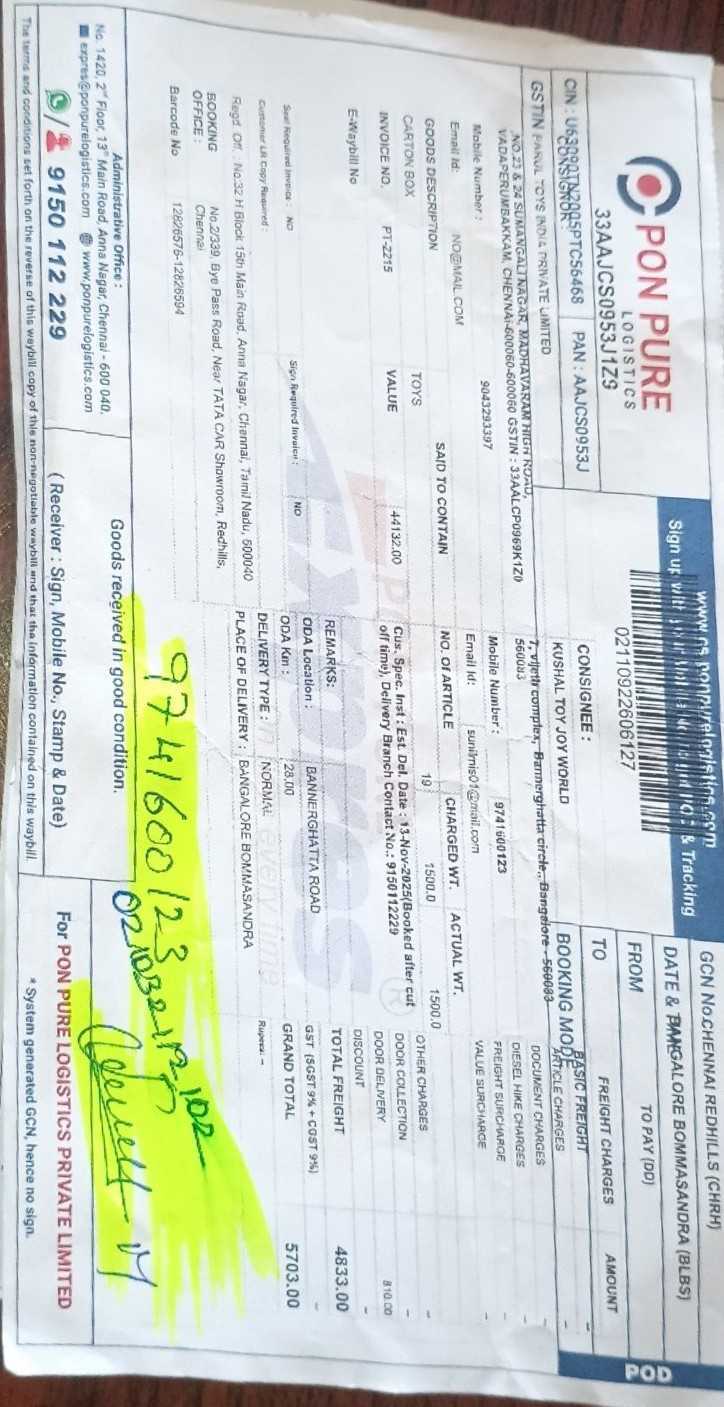 PON PURE
LOGISTICS
33AAJCS0953J1Z9
CIN : U63090TN2005PTC56468
PAN : AAJCS0953J
www.cs.ponpurelogistics.com
& Tracking
02110922606127
GCN No.CHENNAI REDHILLS (CHRH)
DATE & BANGALORE BOMMASANDRA (BLBS)
FROM TO PAY (DD)
TO
BOOKING MODE
POD
CONSIGNOR
GSTIN PARUL TOYS INDIA PRIVATE LIMITED
NO.23 & 24 SUMANGALI NAGAR, MADHAVARAM HIGH ROAD,
VADAPERUMBAKKAM, CHENNAI-600060-600060 GSTIN : 33AALCP0969K1Z0
Mobile Number : 9043293397
Email Id: NO@MAIL.COM
CONSIGNEE :
KUSHAL TOY JOY WORLD
complex, Bannerghatta circle., Bangalore - 560083
560083
Mobile Number : 9741600123
Email Id: sunilmis01@mail.com
GOODS DESCRIPTION SAID TO CONTAIN NO. OF ARTICLE CHARGED WT. ACTUAL WT.
CARTON BOX TOYS 19 1500.0 1500.0
INVOICE NO. PT-2215 VALUE 44132.00
Cus. Spec. Inst : Est. Del. Date : 13-Nov-2025(Booked after cut
off time), Delivery Branch Contact No.: 9150112229
E-Waybill No
REMARKS:
ODA Location : BANNERGHATTA ROAD
ODA Km : 28.00
Seal Required Invoice : NO
Sign Required Invoice : NO
Customer LR Copy Required :
DELIVERY TYPE : NORMAL
PLACE OF DELIVERY : BANGALORE BOMMASANDRA
Regd. Off. : No.32 H Block 15th Main Road, Anna Nagar, Chennai, Tamil Nadu, 600040
BOOKING OFFICE : No.2/339, Bye Pass Road, Near TATA CAR Showroom, Redhills,
Chennai
Barcode No 12826576-12826594
FREIGHT CHARGES AMOUNT
BASIC FREIGHT -
ARTICLE CHARGES -
DOCUMENT CHARGES -
DIESEL HIKE CHARGES -
FREIGHT SURCHARGE -
VALUE SURCHARGE -
OTHER CHARGES -
DOOR COLLECTION -
DOOR DELIVERY 810.00
DISCOUNT -
TOTAL FREIGHT 4833.00
GST (SGST 9% + CGST 9%) -
GRAND TOTAL 5703.00
Rupees: -
9741600123
Administrative Office :
No. 1420, 2nd Floor, 13th Main Road, Anna Nagar, Chennai - 600 040.
expres@ponpurelogistics.com www.ponpurelogistics.com
9150 112 229
Goods received in good condition.
( Receiver : Sign, Mobile No., Stamp & Date)
For PON PURE LOGISTICS PRIVATE LIMITED
* System generated GCN, hence no sign.
The terms and conditions set forth on the reverse of this waybill copy of this non-negotiable waybill and that the information contained on this waybill.